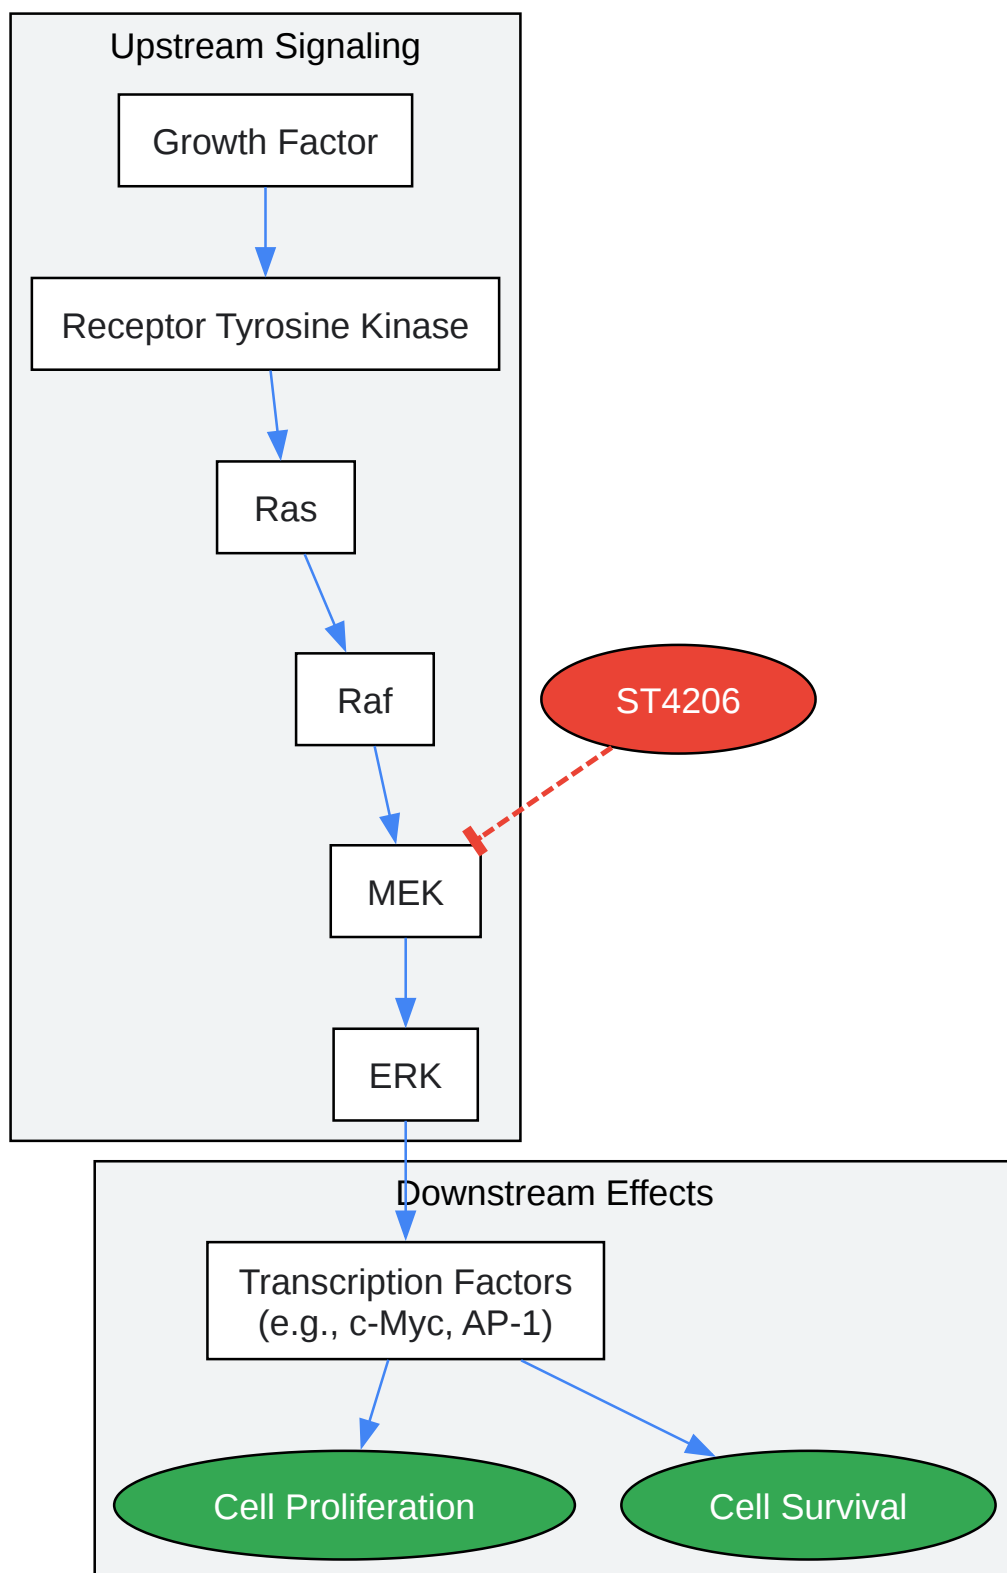 Upstream Signaling
Growth Factor
Receptor Tyrosine Kinase
Ras
Raf
ST4206
MEK
ERK
Downstream Effects
Transcription Factors
(e.g., c-Myc, AP-1)
Cell Proliferation
Cell Survival